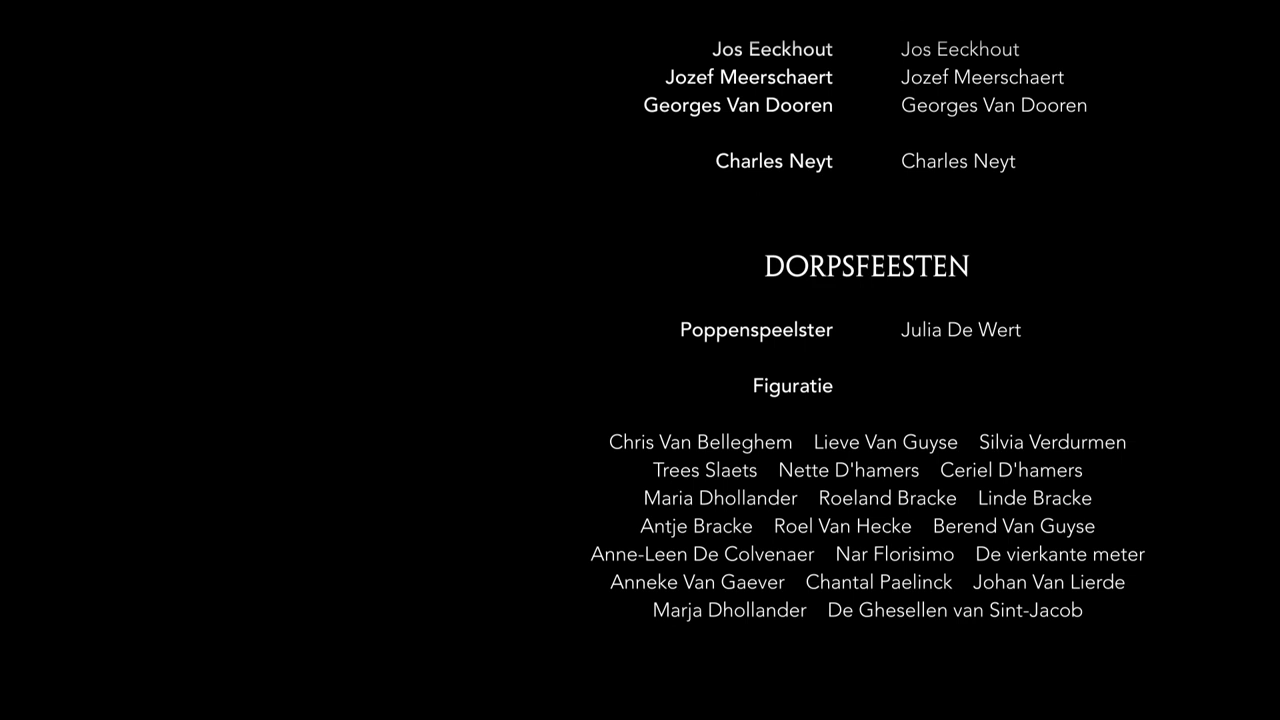 Jos Eeckhout Jos Eeckhout
Jozef Meerschaert Jozef Meerschaert
Georges Van Dooren Georges Van Dooren
Charles Neyt Charles Neyt
DORPSFEESTEN
Poppenspeelster Julia De Wert
Figuratie
Chris Van Belleghem Lieve Van Guyse Silvia Verdurmen
Trees Slaets Nette D'hamers Ceriel D'hamers
Maria Dhollander Roeland Bracke Linde Bracke
Antje Bracke Roel Van Hecke Berend Van Guyse
Anne-Leen De Colvenaer Nar Florisimo De vierkante meter
Anneke Van Gaever Chantal Paelinck Johan Van Lierde
Marja Dhollander De Ghesellen van Sint-Jacob